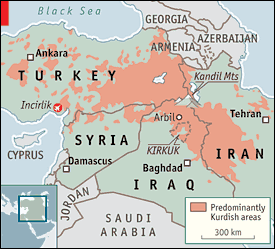 Black Sea
GEORGIA
ARMENIA
AZERBAIJAN
Ankara
TURKEY
Kandil Mts
Incirlik
Tehran
Arbil
SYRIA
KIRKUK
IRAN
CYPRUS
Damascus
Baghdad
IRAQ
JORDAN
SAUDI
ARABIA
Predominantly
Kurdish areas
300 km